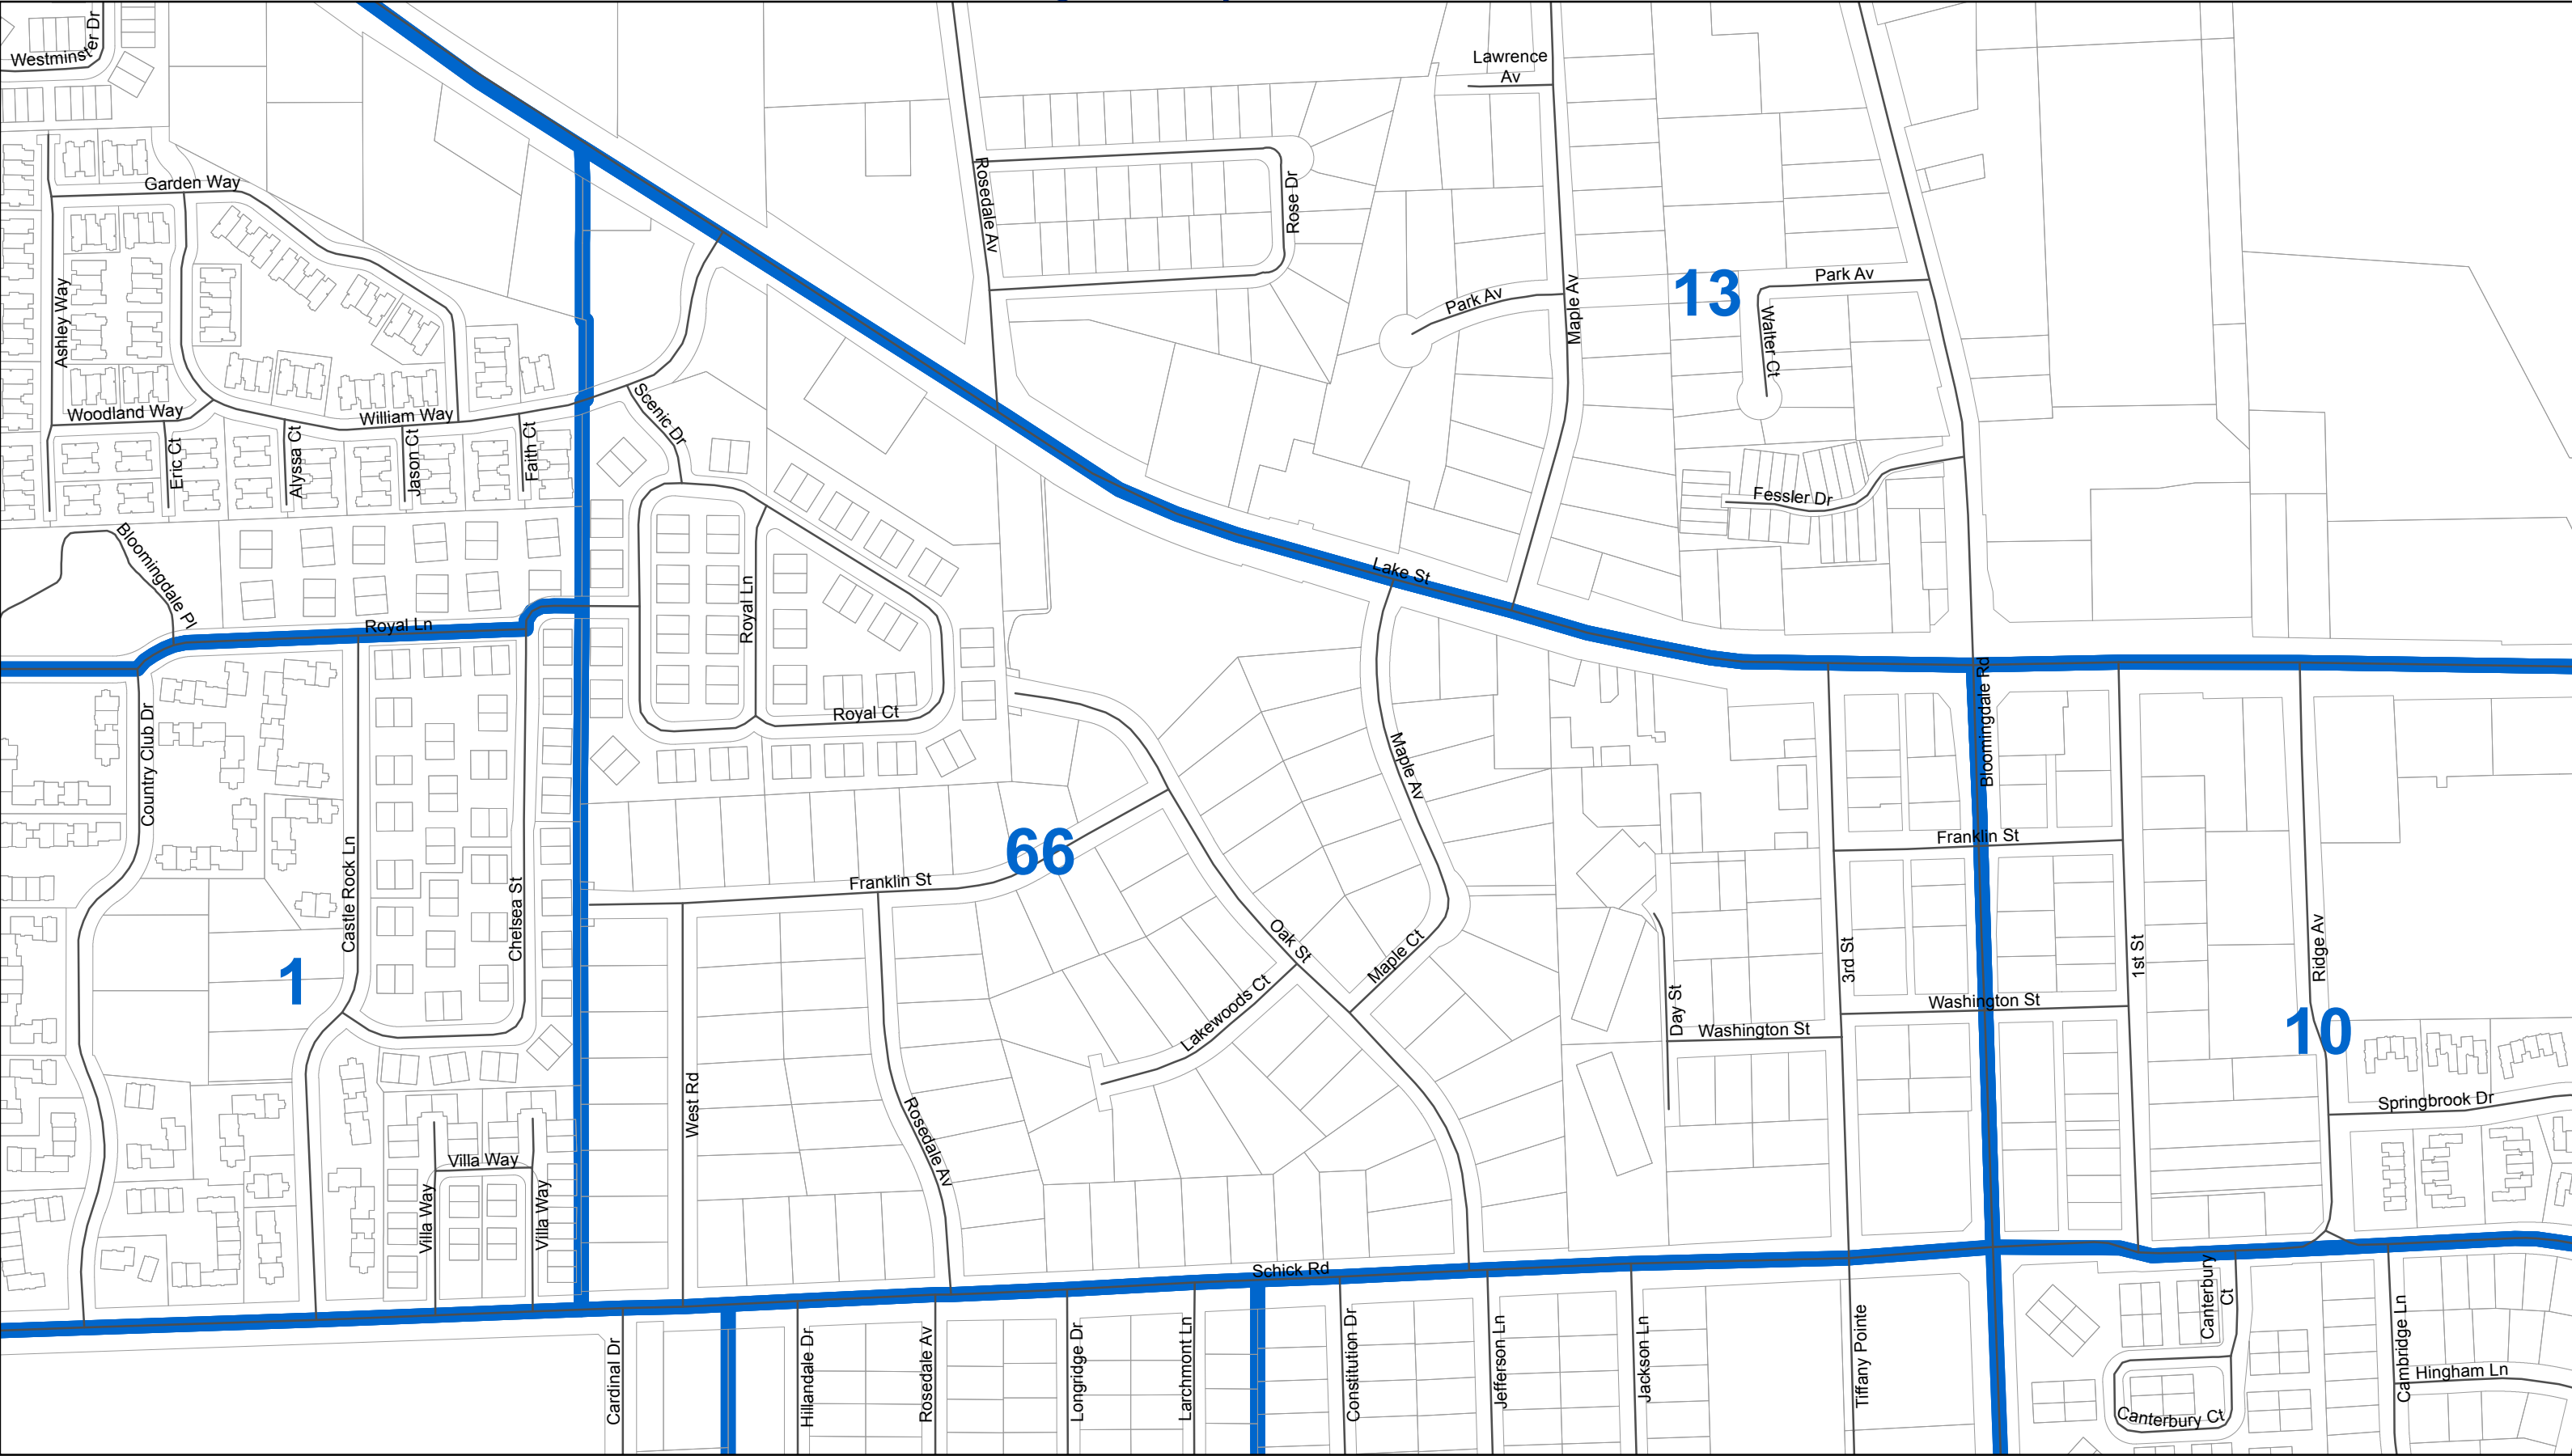 Westminster Dr
Lawrence
Av
Garden Way
Rosedale Av
Rose Dr
Ashley Way
Park Av
Maple Av
13
Park Av
Walter Ct
Woodland Way
William Way
Scenic Dr
Eric Ct
Alyssa Ct
Jason Ct
Faith Ct
Fessler Dr
Bloomingdale Pl
Lake St
Royal Ln
Royal Ln
Royal Ct
Country Club Dr
Maple Av
Bloomingdale Rd
Castle Rock Ln
Chelsea St
66
Franklin St
Franklin St
Oak St
Maple Ct
3rd St
1st St
Ridge Av
1
Lakewoods Ct
Day St
Washington St
Washington St
10
West Rd
Rosedale Av
Springbrook Dr
Villa Way
Villa Way
Villa Way
Schick Rd
Canterbury
Ct
Cardinal Dr
Hillandale Dr
Rosedale Av
Longridge Dr
Larchmont Ln
Constitution Dr
Jefferson Ln
Jackson Ln
Tiffany Pointe
Cambridge Ln
Hingham Ln
Canterbury Ct